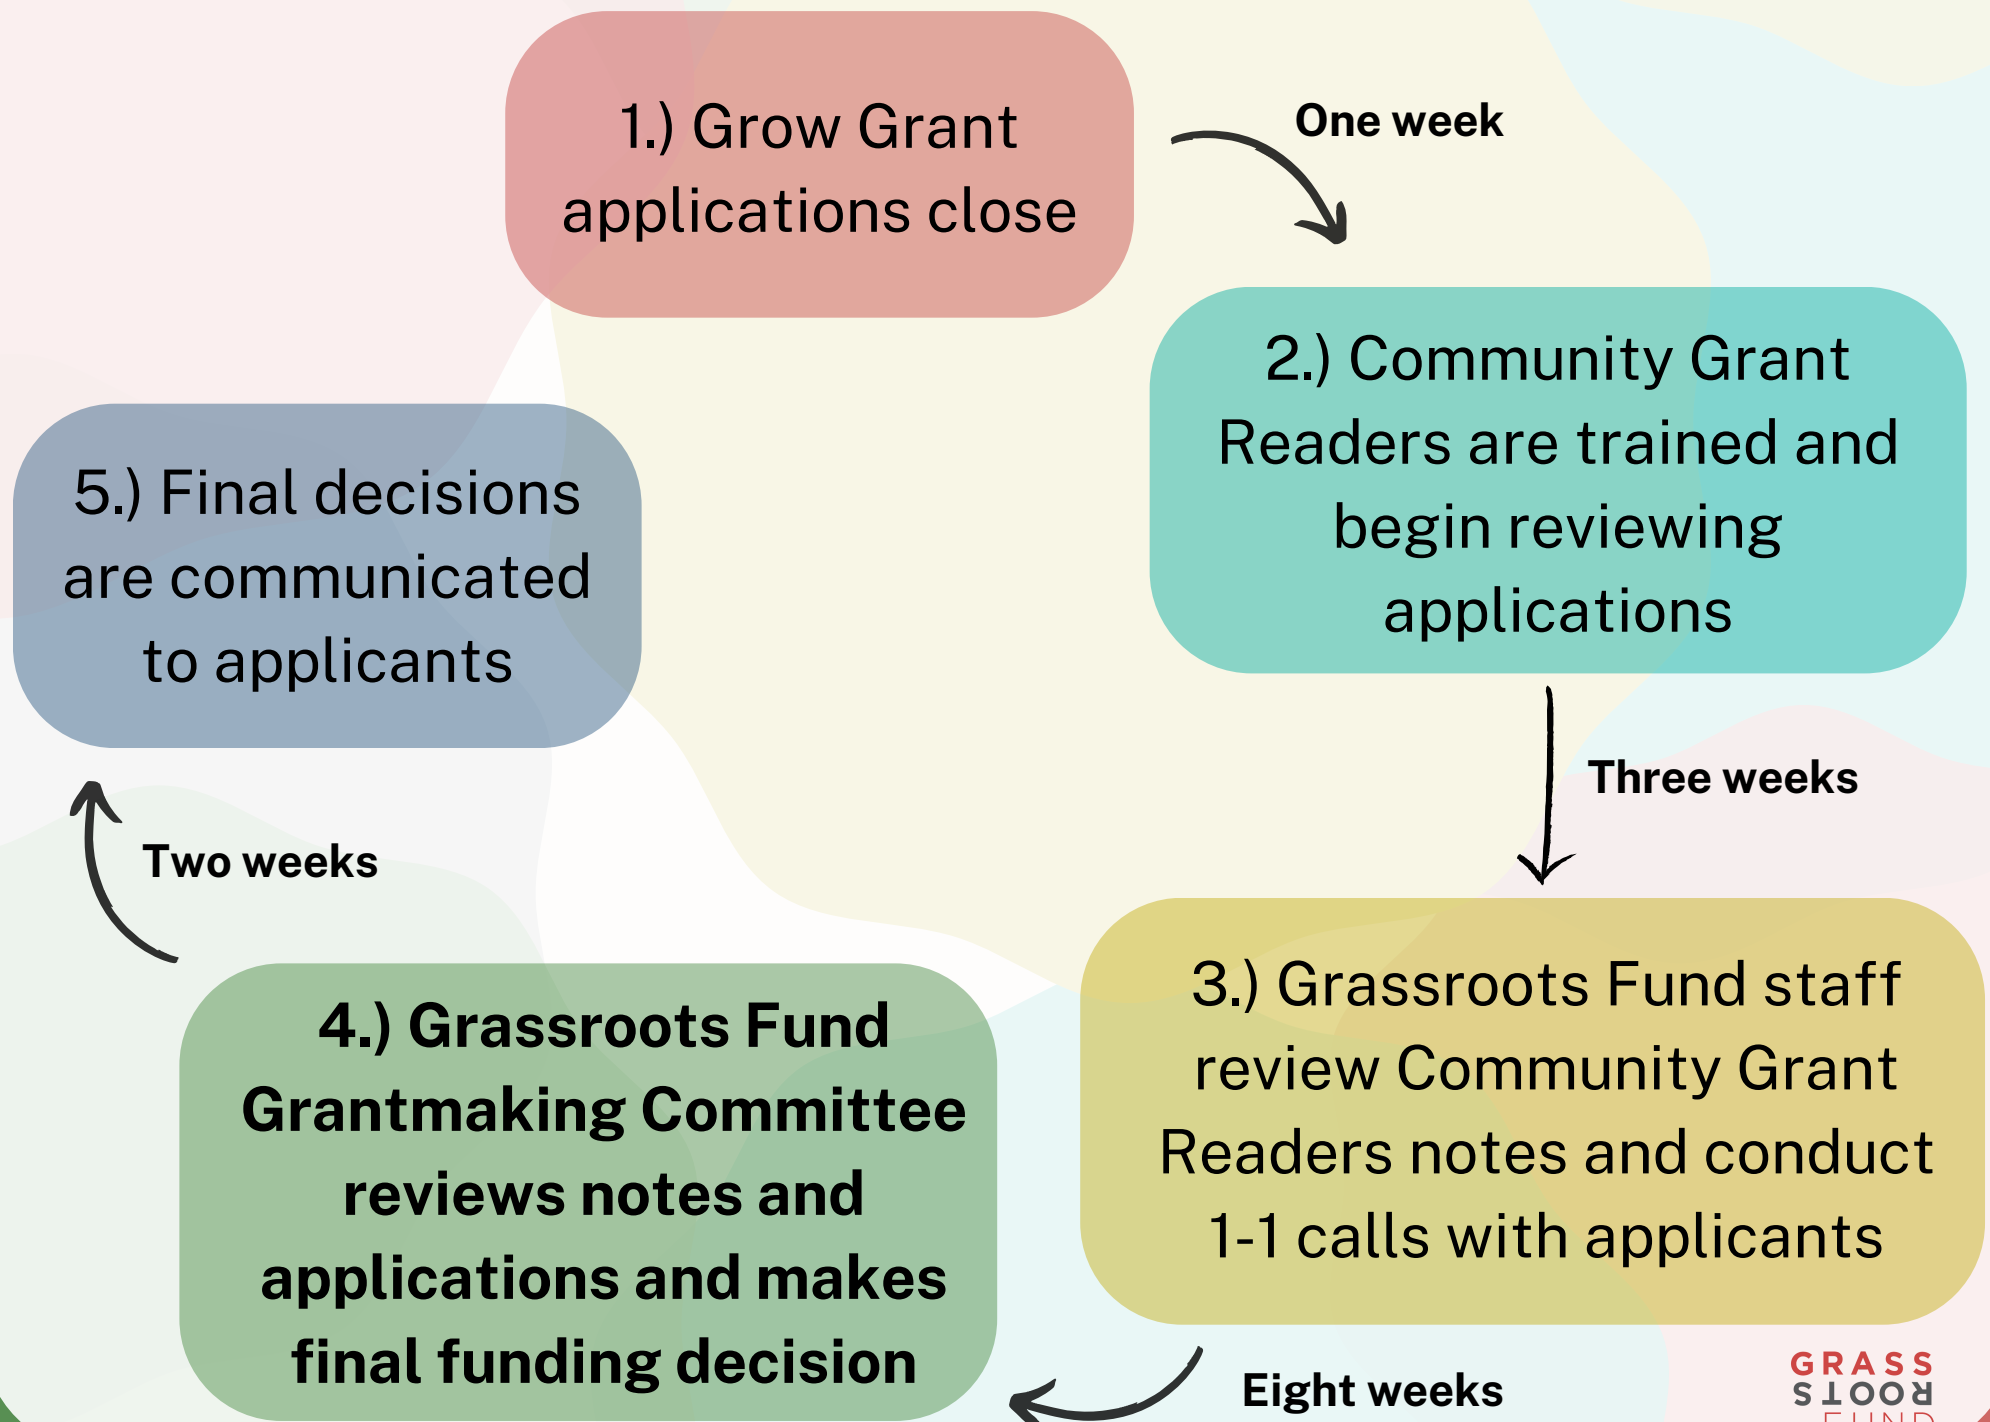 1.) Grow Grant
applications close
One week
2.) Community Grant
Readers are trained and
begin reviewing
applications
Three weeks
3.) Grassroots Fund staff
review Community Grant
Readers notes and conduct
1-1 calls with applicants
Eight weeks
4.) Grassroots Fund
Grantmaking Committee
reviews notes and
applications and makes
final funding decision
Two weeks
5.) Final decisions
are communicated
to applicants
GRASS
ROOTS
FUND